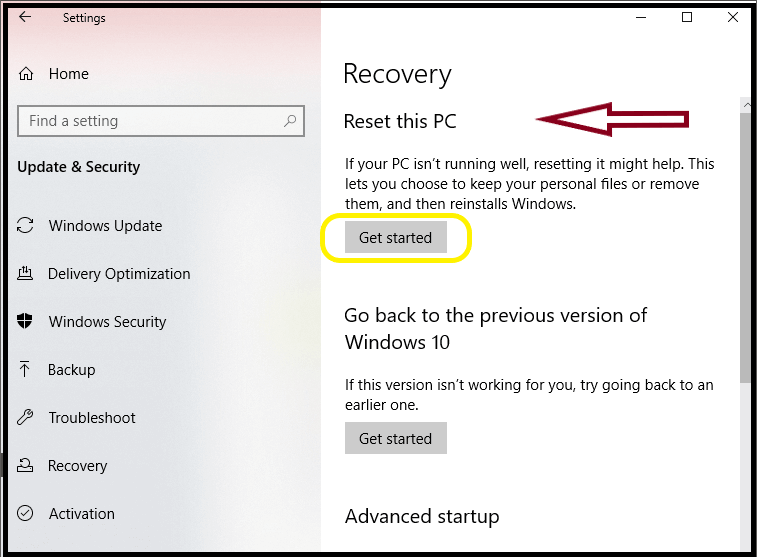 Settings
Home
Find a setting
Update & Security
Windows Update
Delivery Optimization
Windows Security
Backup
Troubleshoot
Recovery
Activation
Recovery
Reset this PC
If your PC isn't running well, resetting it might help. This
lets you choose to keep your personal files or remove
them, and then reinstalls Windows.
Get started
Go back to the previous version of
Windows 10
If this version isn't working for you, try going back to an
earlier one.
Get started
Advanced startup